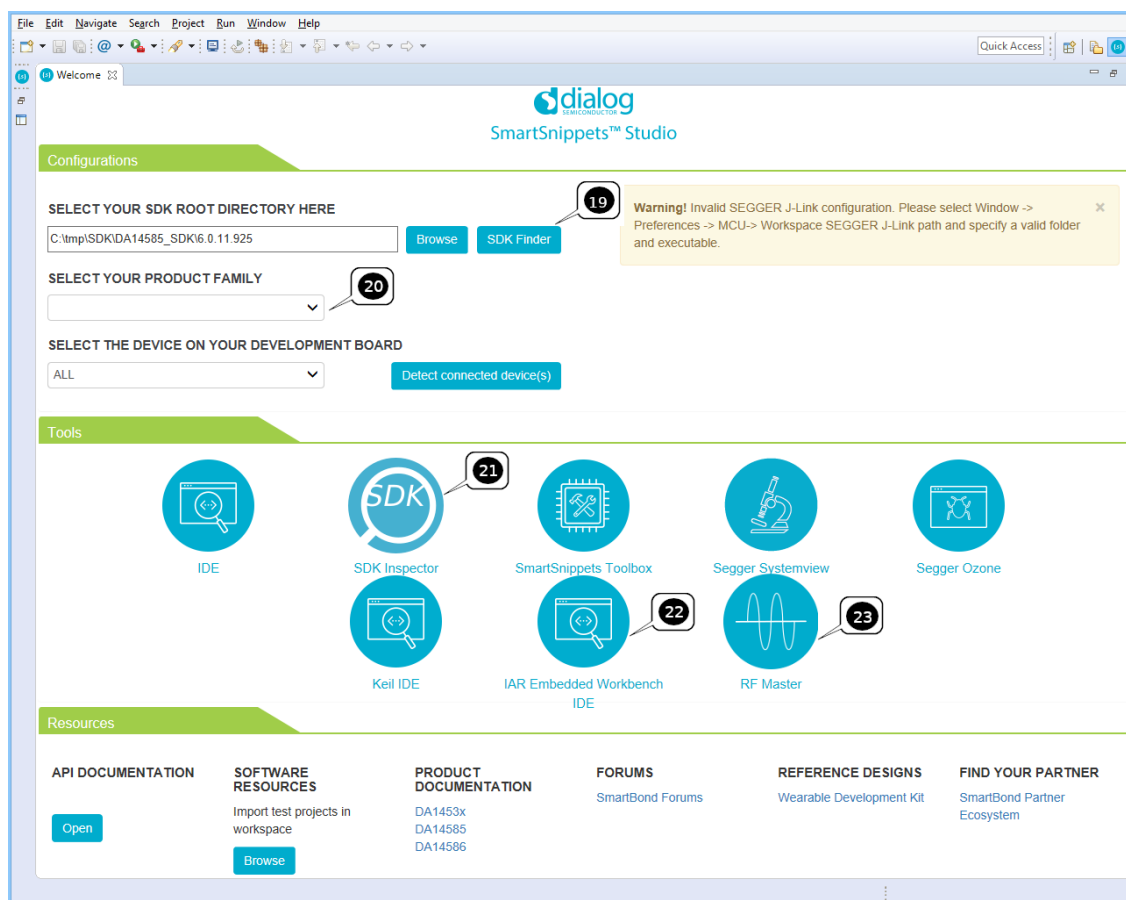 File Edit Navigate Search Project Run Window Help
Quick Access
Welcome
dialog
SEMICONDUCTOR
SmartSnippets™ Studio
Configurations
SELECT YOUR SDK ROOT DIRECTORY HERE
19
Warning! Invalid SEGGER J-Link configuration. Please select Window ->
Preferences -> MCU-> Workspace SEGGER J-Link path and specify a valid folder
and executable.
C:\tmp\SDK\DA14585_SDK\6.0.11.925
Browse
SDK Finder
SELECT YOUR PRODUCT FAMILY
20
SELECT THE DEVICE ON YOUR DEVELOPMENT BOARD
ALL
Detect connected device(s)
Tools
21
SDK
IDE
SDK Inspector
SmartSnippets Toolbox
Segger Systemview
Segger Ozone
22
23
Keil IDE
IAR Embedded Workbench
IDE
RF Master
Resources
API DOCUMENTATION
Open
SOFTWARE
RESOURCES
Import test projects in
workspace
Browse
PRODUCT
DOCUMENTATION
DA1453x
DA14585
DA14586
FORUMS
SmartBond Forums
REFERENCE DESIGNS
Wearable Development Kit
FIND YOUR PARTNER
SmartBond Partner
Ecosystem